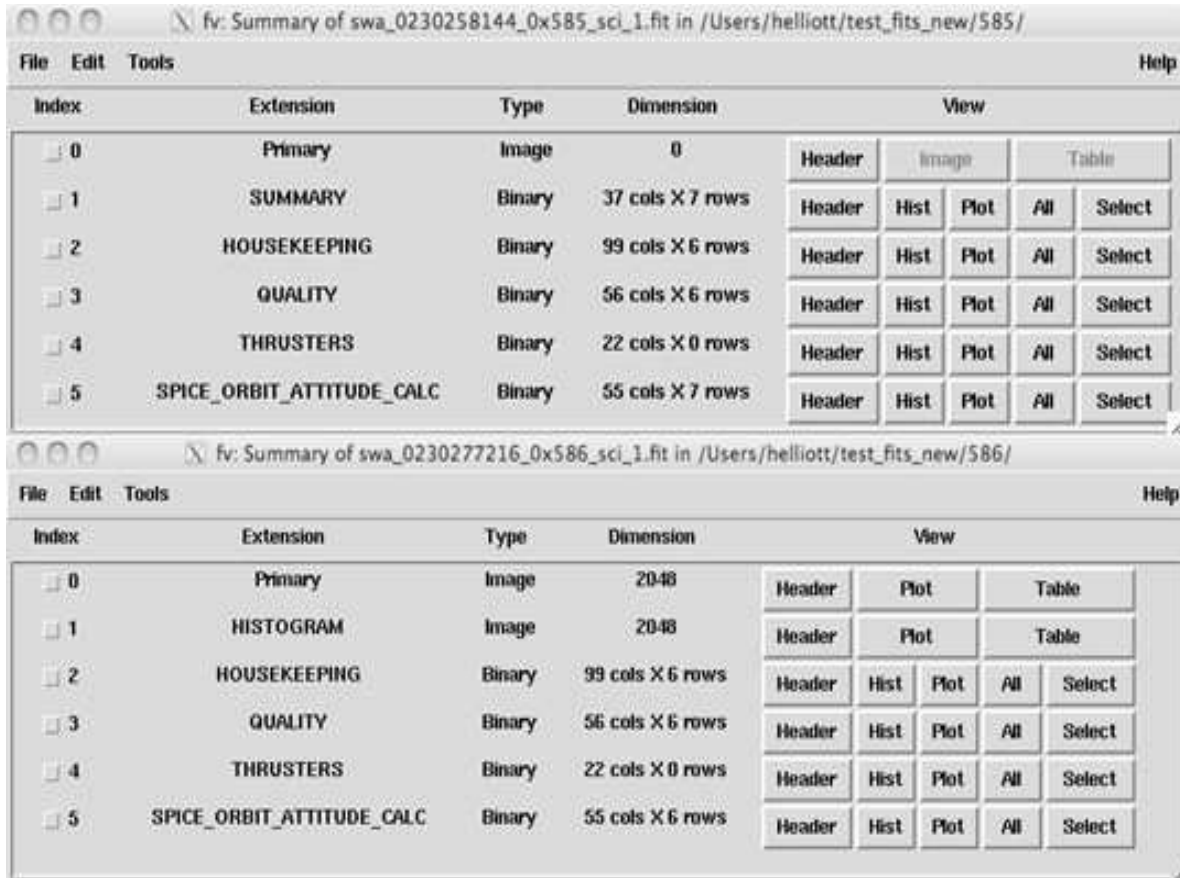 fv: Summary of swa_0230258144_0x585_sci_1.fit in /Users/helliott/test_fits_new/585/
File Edit Tools Help
Index Extension Type Dimension View
0 Primary Image 0 Header Image Table
1 SUMMARY Binary 37 cols X 7 rows Header Hist Plot All Select
2 HOUSEKEEPING Binary 99 cols X 6 rows Header Hist Plot All Select
3 QUALITY Binary 56 cols X 6 rows Header Hist Plot All Select
4 THRUSTERS Binary 22 cols X 0 rows Header Hist Plot All Select
5 SPICE_ORBIT_ATTITUDE_CALC Binary 55 cols X 7 rows Header Hist Plot All Select
fv: Summary of swa_0230277216_0x586_sci_1.fit in /Users/helliott/test_fits_new/586/
File Edit Tools Help
Index Extension Type Dimension View
0 Primary Image 2048 Header Plot Table
1 HISTOGRAM Image 2048 Header Plot Table
2 HOUSEKEEPING Binary 99 cols X 6 rows Header Hist Plot All Select
3 QUALITY Binary 56 cols X 6 rows Header Hist Plot All Select
4 THRUSTERS Binary 22 cols X 0 rows Header Hist Plot All Select
5 SPICE_ORBIT_ATTITUDE_CALC Binary 55 cols X 6 rows Header Hist Plot All Select